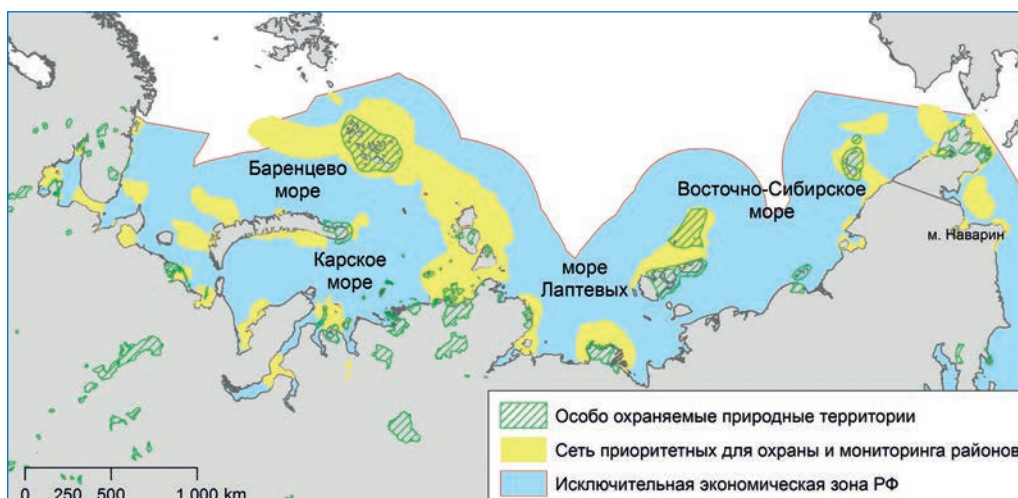 Баренцево
море
Восточно-Сибирское
море
м. Наварин
Карское
море
море
Лаптевых
Особо охраняемые природные территории
Сеть приоритетных для охраны и мониторинга районов
Исключительная экономическая зона РФ
0 250 500 1 000 km